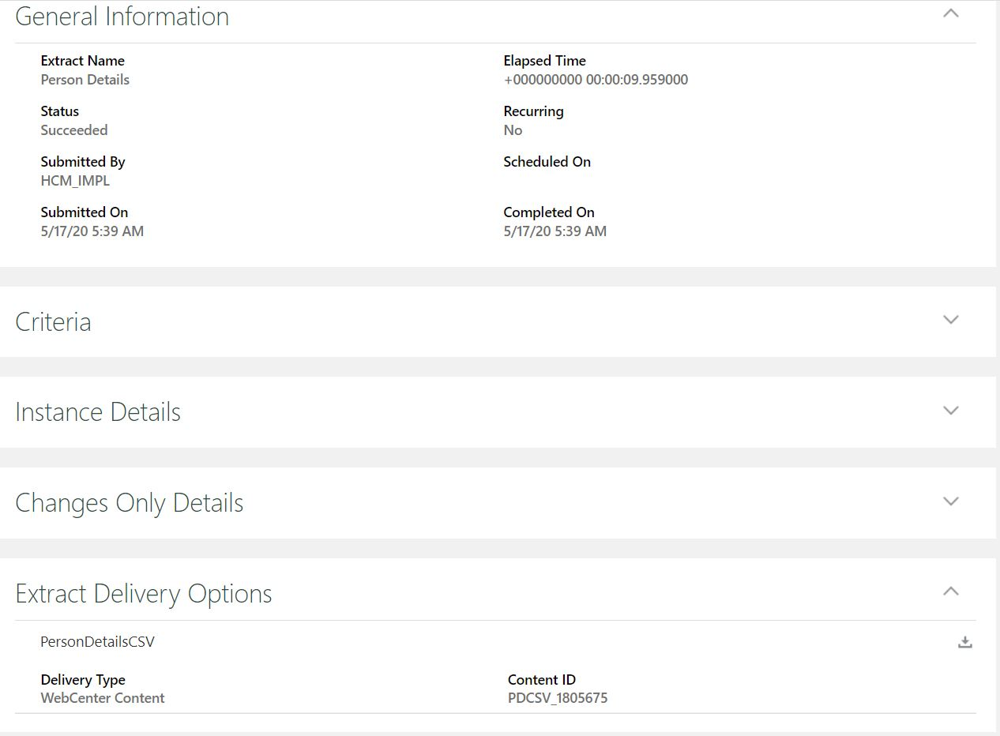 General Information
Extract Name
Person Details
Elapsed Time
+000000000 00:00:09.959000
Status
Succeeded
Recurring
No
Submitted By
HCM_IMPL
Scheduled On
Submitted On
5/17/20 5:39 AM
Completed On
5/17/20 5:39 AM
Criteria
Instance Details
Changes Only Details
Extract Delivery Options
PersonDetailsCSV
Delivery Type
WebCenter Content
Content ID
PDCSV_1805675